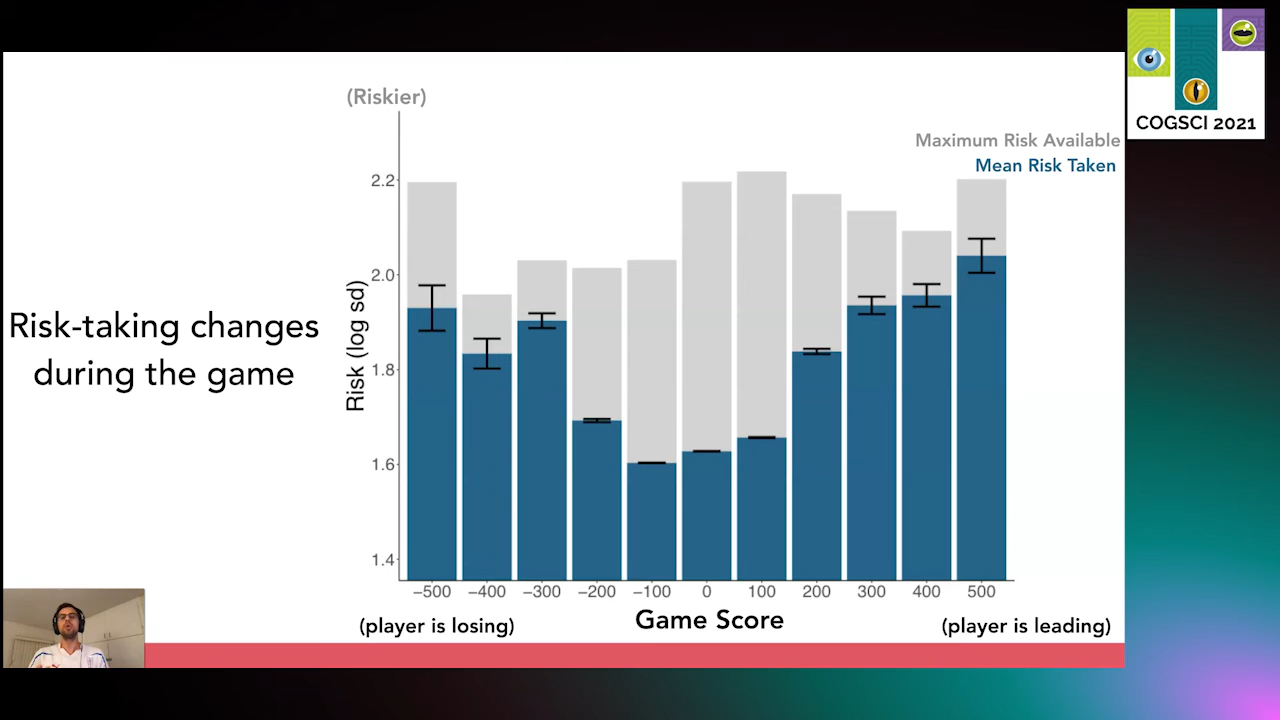 COGSCI 2021
(Riskier)
Maximum Risk Available
Mean Risk Taken
Risk-taking changes
during the game
Risk (log sd)
2.2
2.0
1.8
1.6
1.4
−500 −400 −300 −200 −100 0 100 200 300 400 500
(player is losing) Game Score (player is leading)